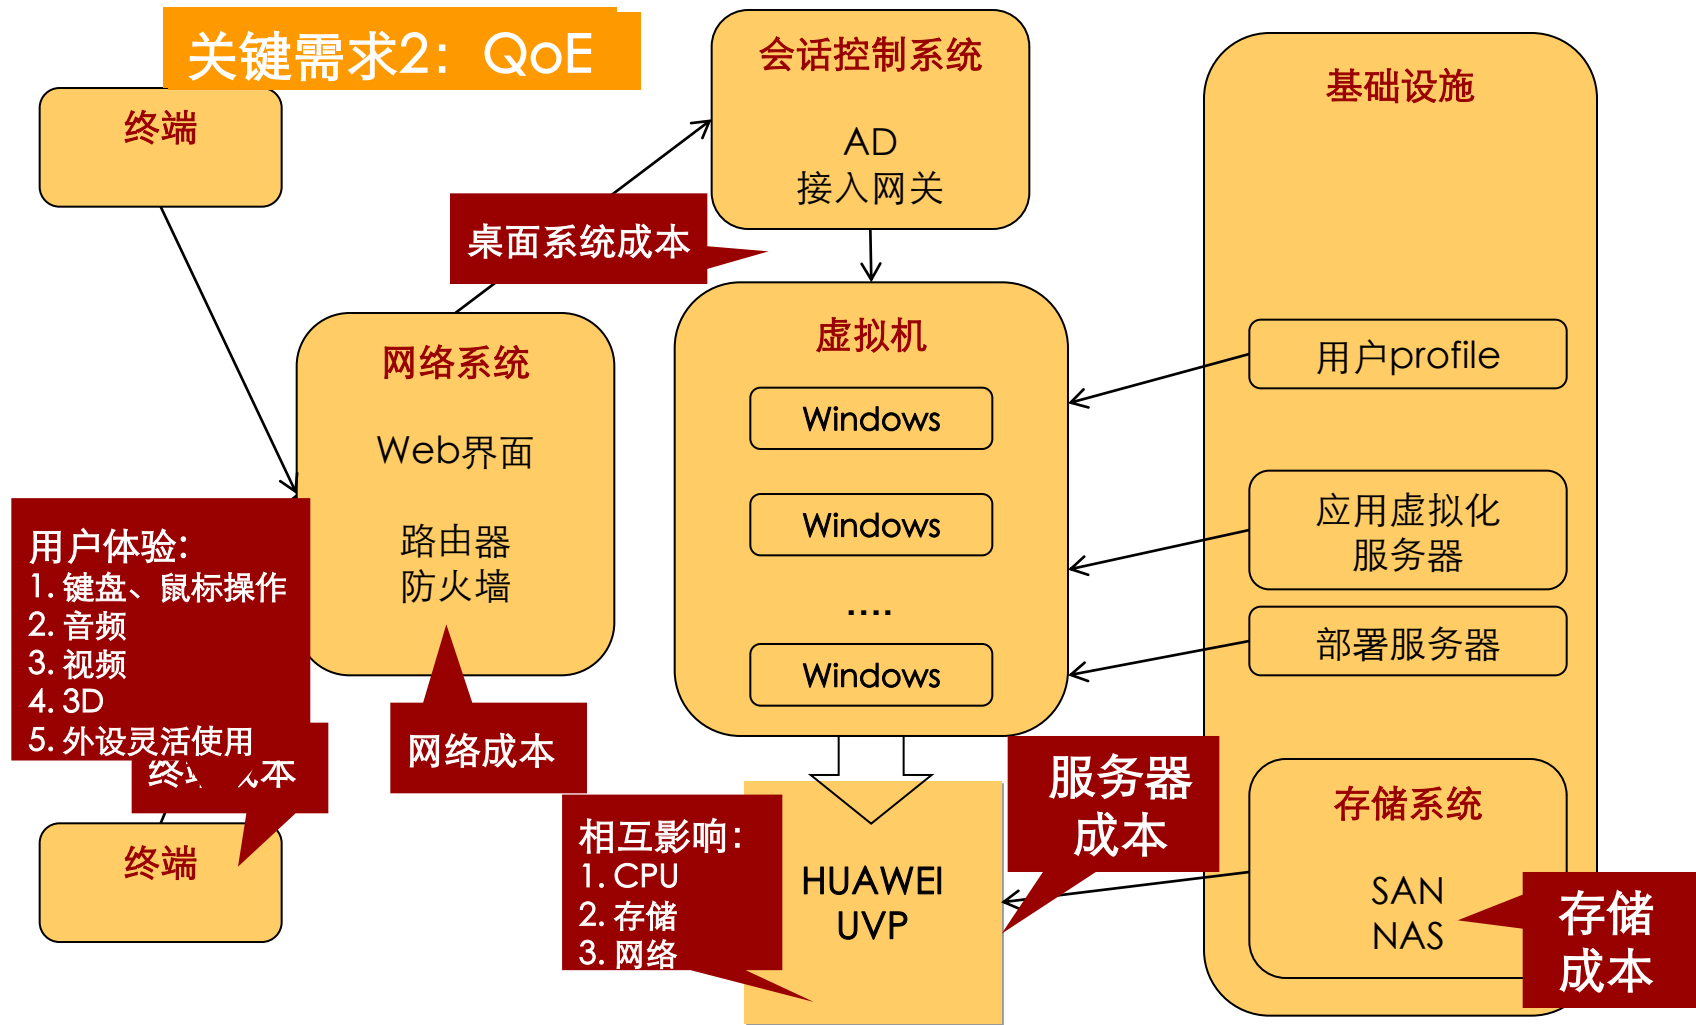 关键需求2：QoE
终端
会话控制系统
AD
接入网关
基础设施
桌面系统成本
网络系统
Web界面
路由器
防火墙
虚拟机
Windows
Windows
....
Windows
用户profile
应用虚拟化
服务器
部署服务器
用户体验：
1. 键盘、鼠标操作
2. 音频
3. 视频
4. 3D
5. 外设灵活使用
终 本
终端
网络成本
相互影响：
1. CPU
2. 存储
3. 网络
HUAWEI
UVP
服务器
成本
存储系统
SAN
NAS
存储
成本